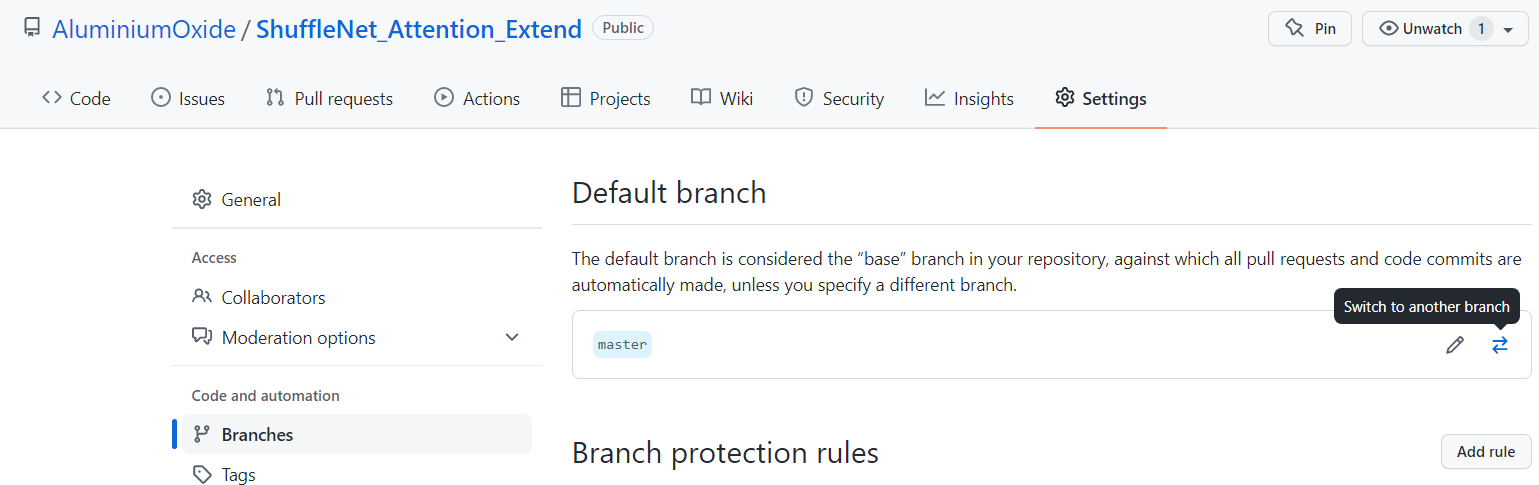 AluminiumOxide / ShuffleNet_Attention_Extend Public Pin Unwatch 1
Code Issues Pull requests Actions Projects Wiki Security Insights Settings
General
Access
Collaborators
Moderation options
Code and automation
Branches
Tags
Default branch
The default branch is considered the “base” branch in your repository, against which all pull requests and code commits are
automatically made, unless you specify a different branch.
Switch to another branch
master
Branch protection rules
Add rule